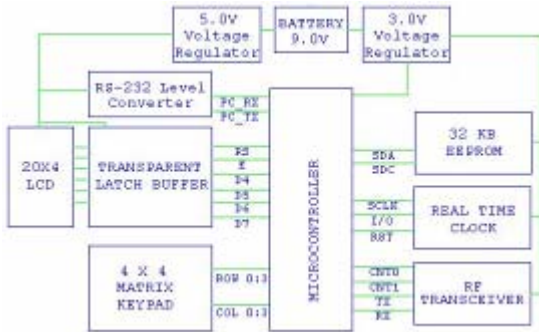 5.0V
Voltage
Regulator
BATTERY
9.0V
3.0V
Voltage
Regulator
RS-232 Level
Converter
PC_RX
PC_TX
20X4
LCD
TRANSPARENT
LATCH BUFFER
RS
E
D4
D5
D6
D7
4 X 4
MATRIX
KEYPAD
ROW 0:3
COL 0:3
MICROCONTROLLER
SDA
SDC
32 KB
EEPROM
SCLK
I/O
RST
REAL TIME
CLOCK
CNT0
CNT1
TX
RX
RF
TRANSCEIVER